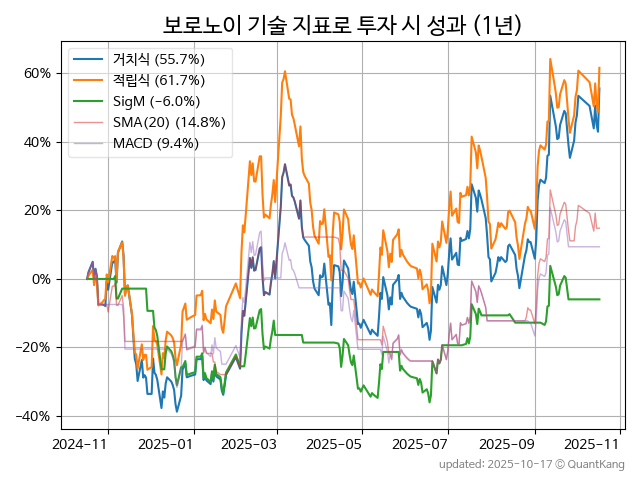 보로노이 기술 지표로 투자 시 성과 (1년)
거치식 (55.7%)
적립식 (61.7%)
SigM (-6.0%)
SMA(20) (14.8%)
MACD (9.4%)
60%
40%
20%
0%
−20%
−40%
2024-11 2025-01 2025-03 2025-05 2025-07 2025-09 2025-11
updated: 2025-10-17 © QuantKang